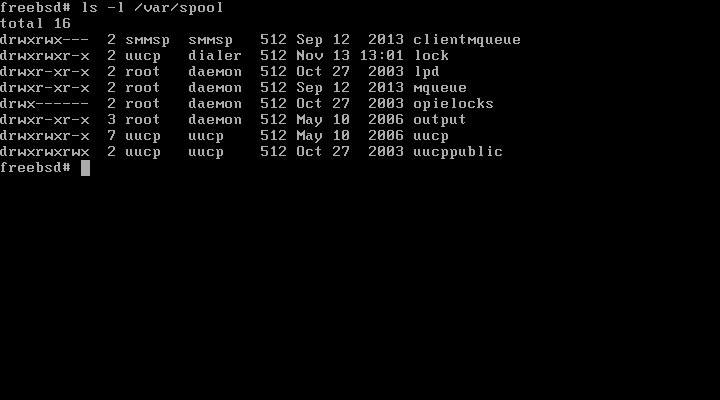 freebsd# ls -l /var/spool
total 16
drwxrwx---  2 smmsp  smmsp   512 Sep 12  2013 clientmqueue
drwxrwxr-x  2 uucp   dialer  512 Nov 13 13:01 lock
drwxr-xr-x  2 root   daemon  512 Oct 27  2003 lpd
drwxr-xr-x  2 root   daemon  512 Sep 12  2013 mqueue
drwx------  2 root   daemon  512 Oct 27  2003 opielocks
drwxr-xr-x  3 root   daemon  512 May 10  2006 output
drwxr-xr-x  7 uucp   uucp    512 May 10  2006 uucp
drwxrwxrwx  2 uucp   uucp    512 Oct 27  2003 uucppublic
freebsd#